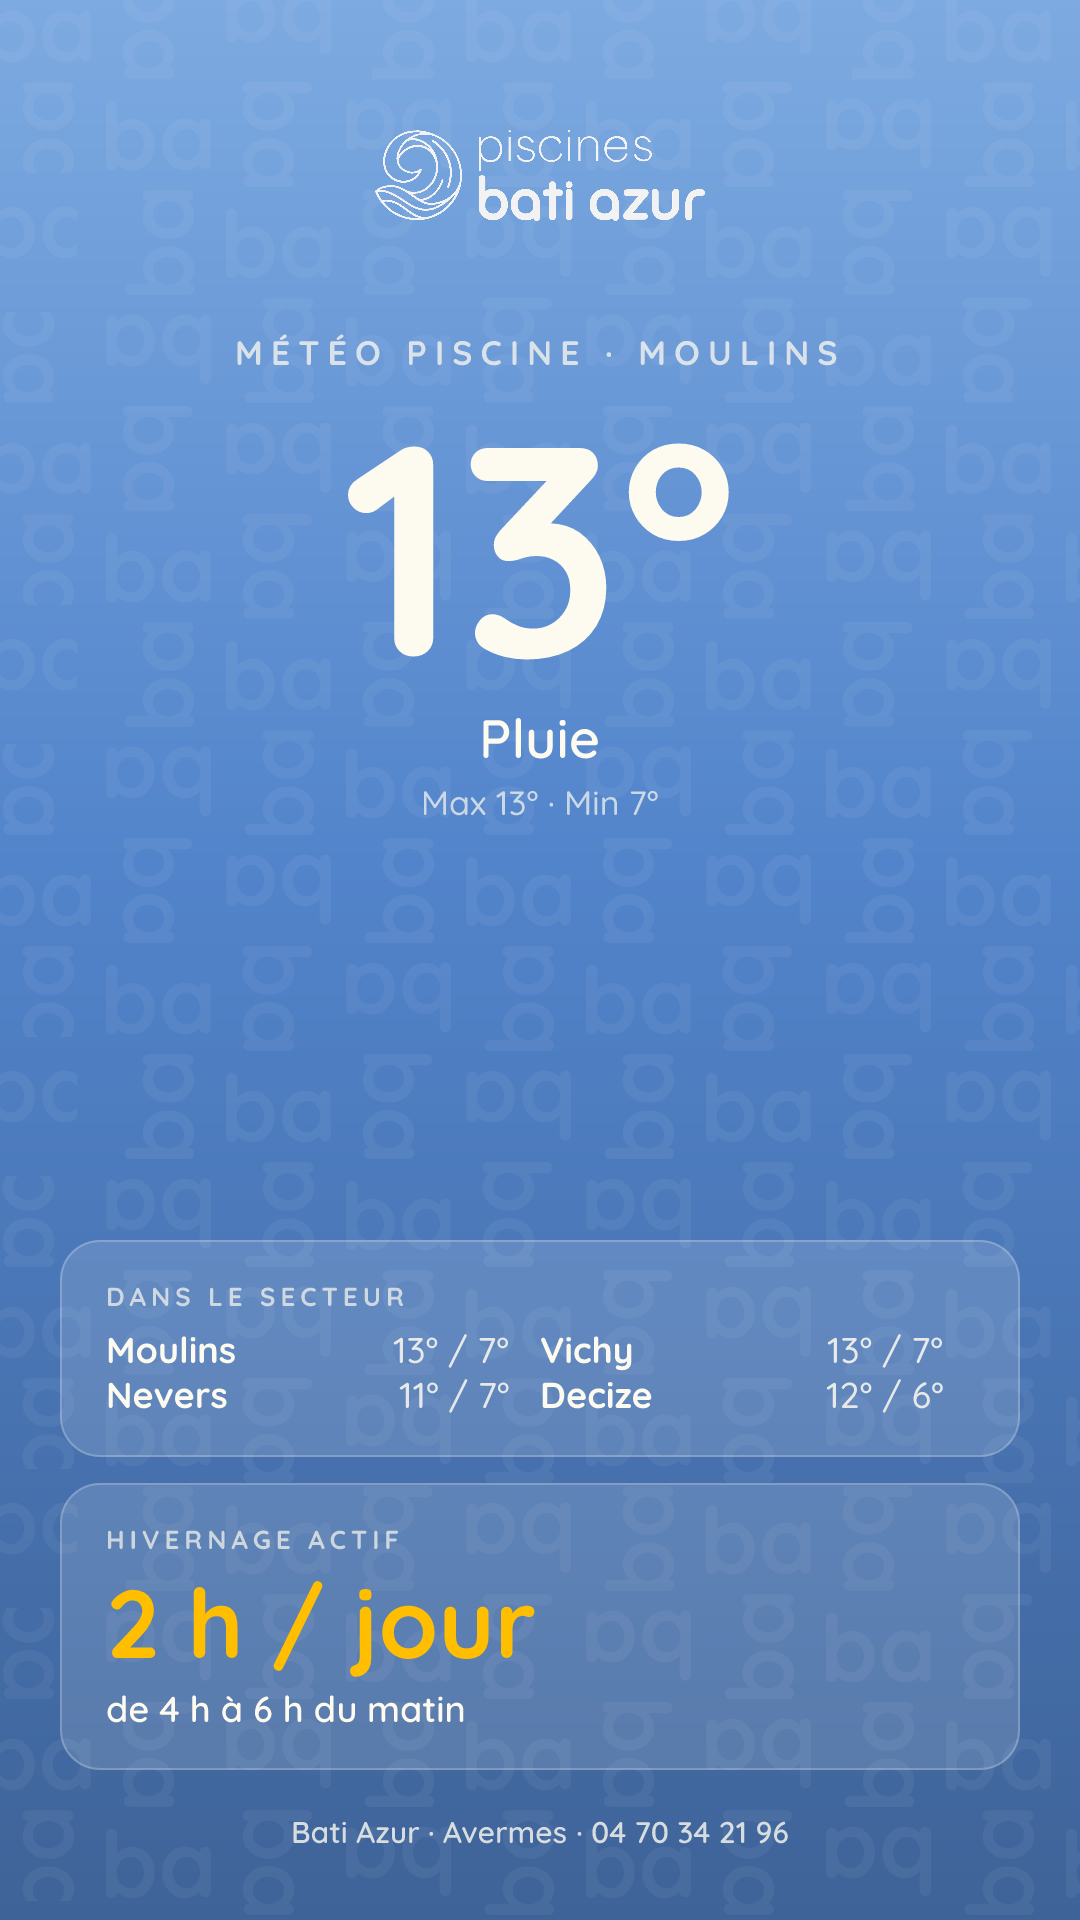 piscines
bati azur
MÉTÉO PISCINE · MOULINS
13°
Pluie
Max 13° · Min 7°
DANS LE SECTEUR
Moulins 13° / 7° Vichy 13° / 7°
Nevers 11° / 7° Decize 12° / 6°
HIVERNAGE ACTIF
2 h / jour
de 4 h à 6 h du matin
Bati Azur · Avermes · 04 70 34 21 96